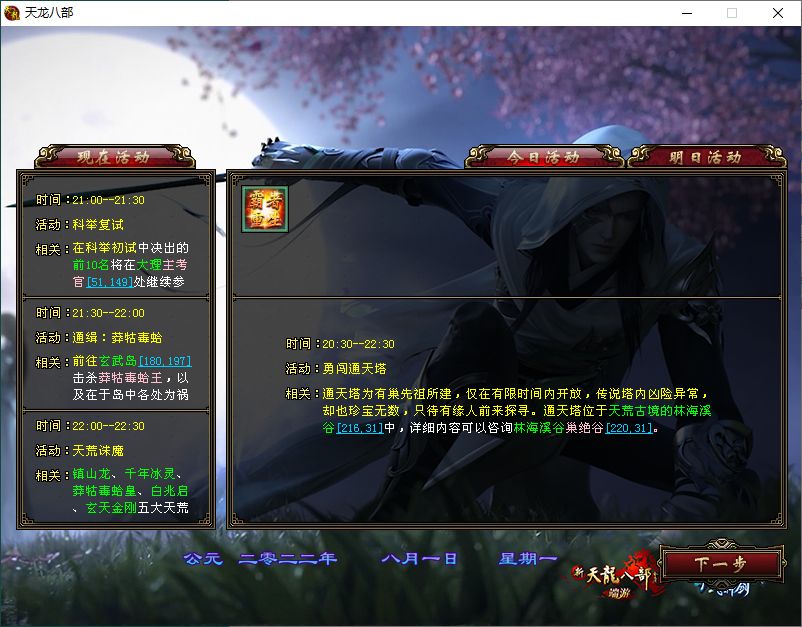 天龙八部
现在活动
今日活动
明日活动
时间：21:00--21:30
活动：科举复试
相关：在科举初试中决出的
前10名将在大理主考
官[51,149]处继续参
时间：21:30--22:00
活动：通缉：莽牯毒蛤
相关：前往玄武岛[180,197]
击杀莽牯毒蛤王，以
及在于岛中各处为祸
时间：22:00--22:30
活动：天荒诛魔
相关：镇山龙、千年冰灵、
莽牯毒蛤皇、白兆启
、玄天金刚五大天荒
时间：20:30--22:30
活动：勇闯通天塔
相关：通天塔为有巢先祖所建，仅在有限时间内开放，传说塔内凶险异常，
却也珍宝无数，只待有缘人前来探寻。通天塔位于天荒古境的林海溪
谷[216,31]中，详细内容可以咨询林海溪谷巢绝谷[220,31]。
公元 二零二二年 八月一日 星期一
新天龍八部
端游
下一步